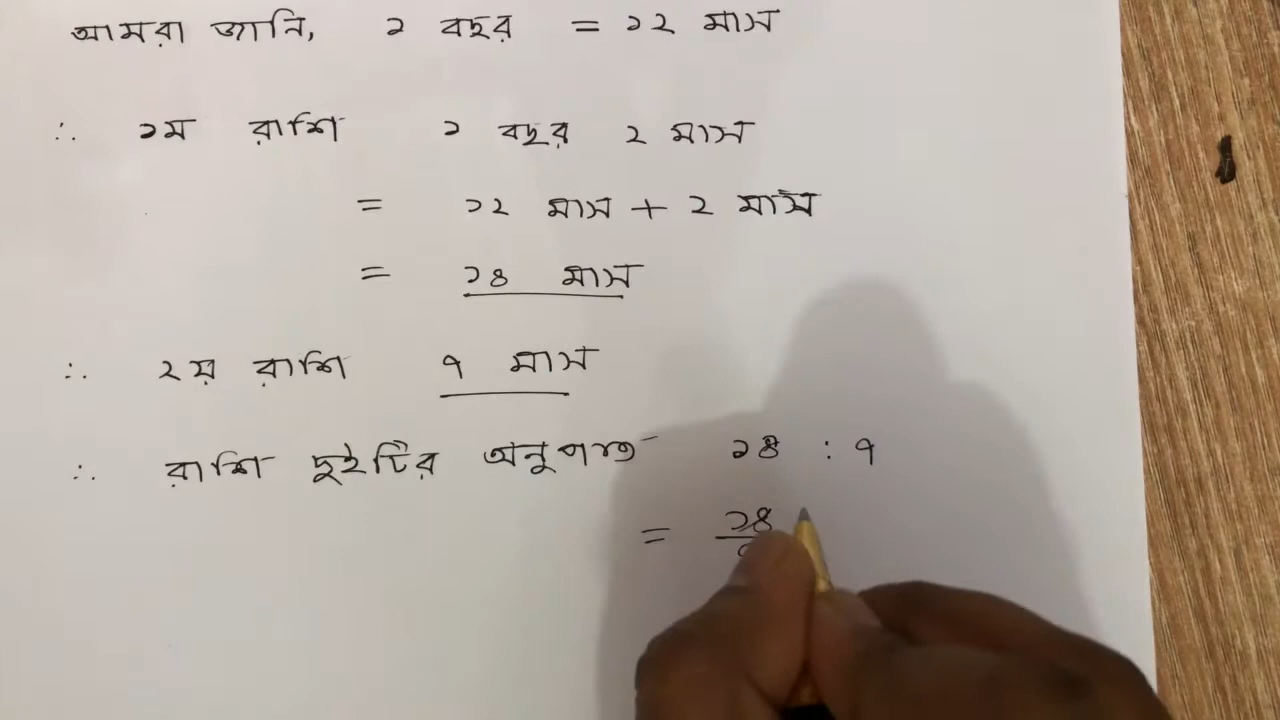 আমরা জানি, ১ বছর = ১২ মাস
∴ ১ম রাশি ১ বছর ২ মাস
= ১২ মাস + ২ মাস
= ১৪ মাস
∴ ২য় রাশি ৭ মাস
∴ রাশি দুইটির অনুপাত ১৪ : ৭
= ১৪